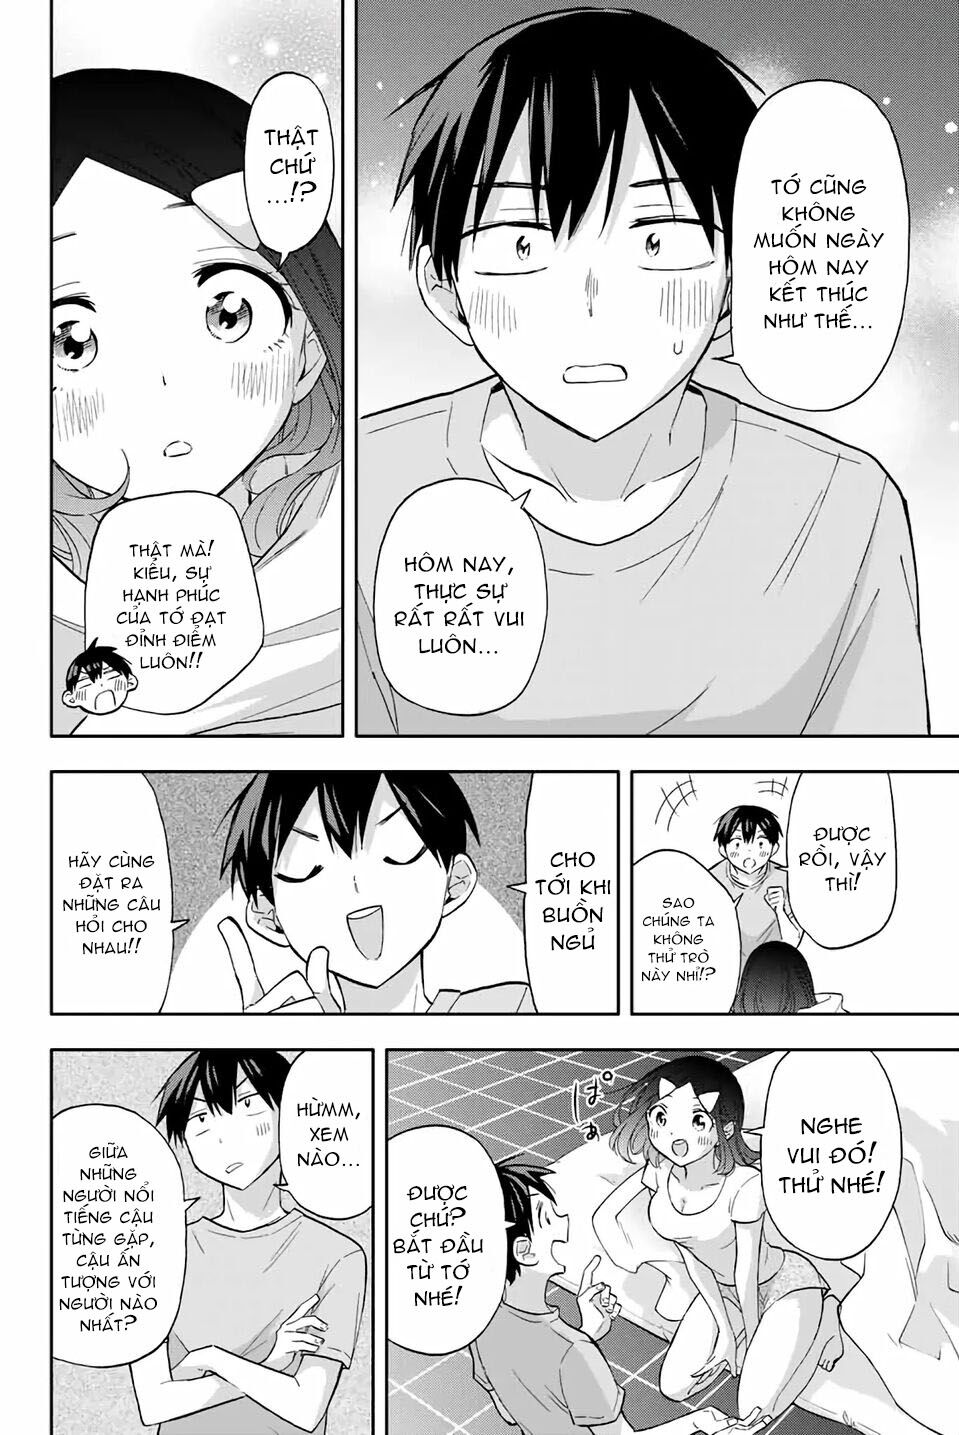 TỚ CŨNG
KHÔNG
MUỐN NGÀY
HÔM NAY
KẾT THÚC
NHƯ THẾ...
HÔM NAY,
THỰC SỰ
RẤT RẤT VUI
LUÔN...
THẬT
CHỨ
...!?
THẬT MÀ!
KIỂU, SỰ
HẠNH PHÚC
CỦA TỚ ĐẠT
ĐỈNH ĐIỂM
LUÔN!!
ĐƯỢC
RỒI, VẬY
THÌ!
SAO
CHÚNG TA
KHÔNG
THỬ TRÒ
NÀY NHỈ!?
CHO
TỚI KHI
BUỒN
NGỦ
HÃY CÙNG
ĐẶT RA
NHỮNG CÂU
HỎI CHO
NHAU!!
NGHE
VUI ĐÓ!
THỬ NHÉ!
ぱぁ
ĐƯỢC
CHỨ?
BẮT ĐẦU
TỪ TỚ
NHÉ!
HỪMM,
XEM
NÀO...
GIỮA
NHỮNG
NGƯỜI NỔI
TIẾNG CẬU
TỪNG GẶP,
CẬU ẤN
TƯỢNG VỚI
NGƯỜI NÀO
NHẤT?